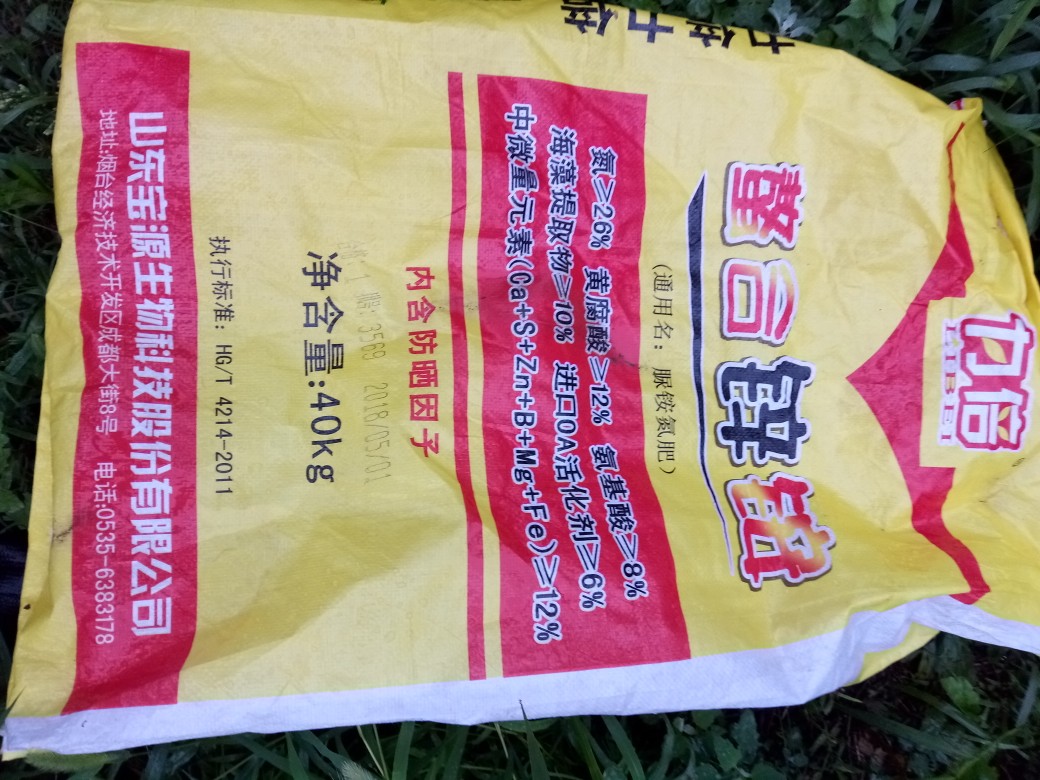 力倍
LI BEI
螯合锌
(通用名：脲铵氮肥)
氮≥26% 黄腐酸≥12% 氨基酸≥8%
海藻提取物≥10% 进口OA活化剂≥6%
中微量元素(Ca+S+Zn+B+Mg+Fe)≥12%
内含防晒因子
3569 2018/05/01
净含量:40kg
执行标准：HG/T 4214-2011
山东宝源生物科技股份有限公司
地址:烟台经济技术开发区成都大街8号 电话:0535-6383178